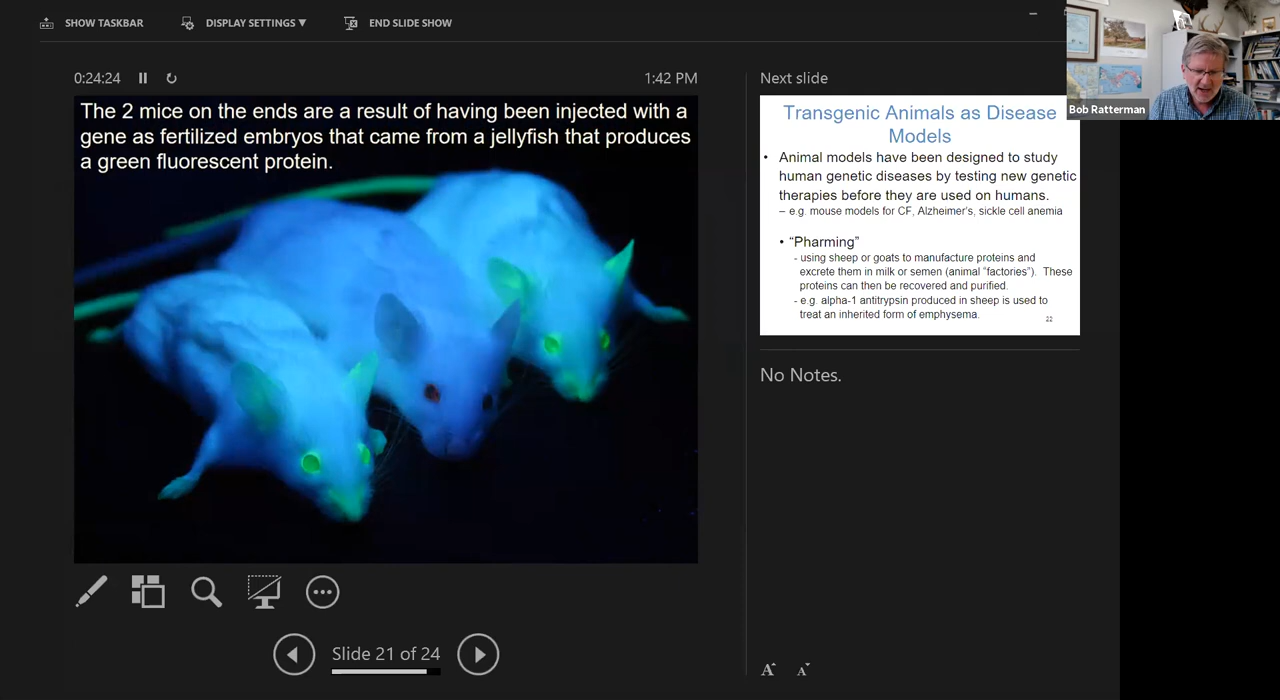 SHOW TASKBAR
DISPLAY SETTINGS ▼
END SLIDE SHOW
0:24:24
1:42 PM
The 2 mice on the ends are a result of having been injected with a
gene as fertilized embryos that came from a jellyfish that produces
a green fluorescent protein.
Slide 21 of 24
Next slide
Transgenic Animals as Disease
Models
• Animal models have been designed to study
human genetic diseases by testing new genetic
therapies before they are used on humans.
– e.g. mouse models for CF, Alzheimer's, sickle cell anemia
• “Pharming”
- using sheep or goats to manufacture proteins and
excrete them in milk or semen (animal “factories”). These
proteins can then be recovered and purified.
- e.g. alpha-1 antitrypsin produced in sheep is used to
treat an inherited form of emphysema.
22
No Notes.
A A
Bob Ratterman